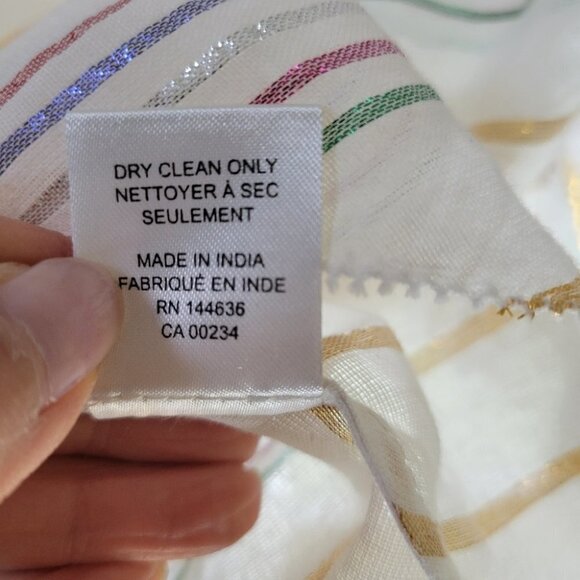 DRY CLEAN ONLY
NETTOYER À SEC
SEULEMENT
MADE IN INDIA
FABRIQUÉ EN INDE
RN 144636
CA 00234